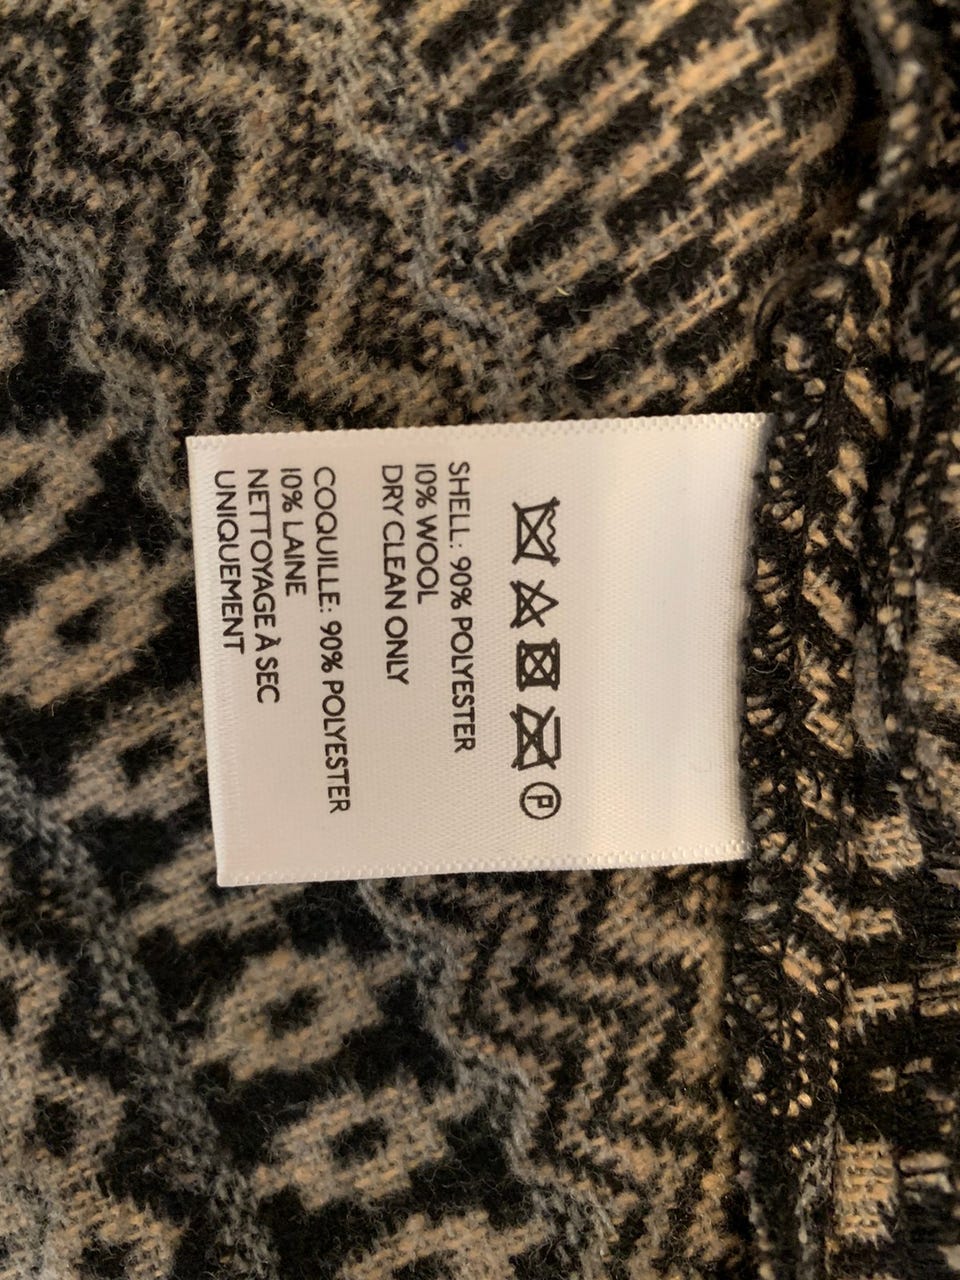 P
SHELL: 90% POLYESTER
10% WOOL
DRY CLEAN ONLY
COQUILLE: 90% POLYESTER
10% LAINE
NETTOYAGE À SEC
UNIQUEMENT